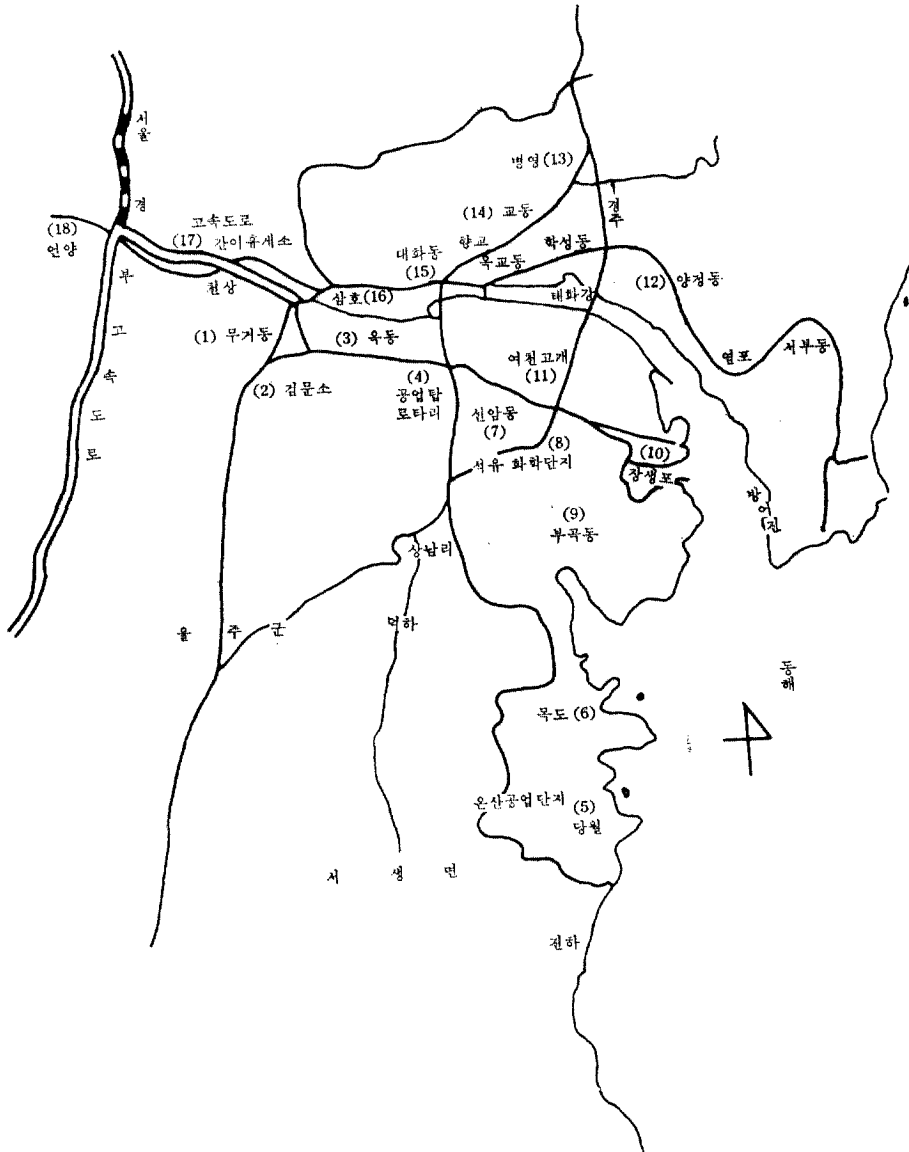 서울
경
부
고
속
도
로
(18)
언양
고속도로
(17) 간이휴세소
천상
병영(13)
(14) 교동
경주
대화동
(15)
향교
옥교동
학성동
삼호(16)
태화강
(12) 양정동
(1) 무거동
(3) 옥동
염포
서부동
여천고개
(11)
(2) 검문소
(4)
공업탑
로타리
신암동
(7)
(8)
석유 화학단지
(10)
장생포
방어진
(9)
부곡동
상남리
울 주 군
덕하
동해
목도 (6)
온산공업단지
(5)
당월
서 생 면
진하